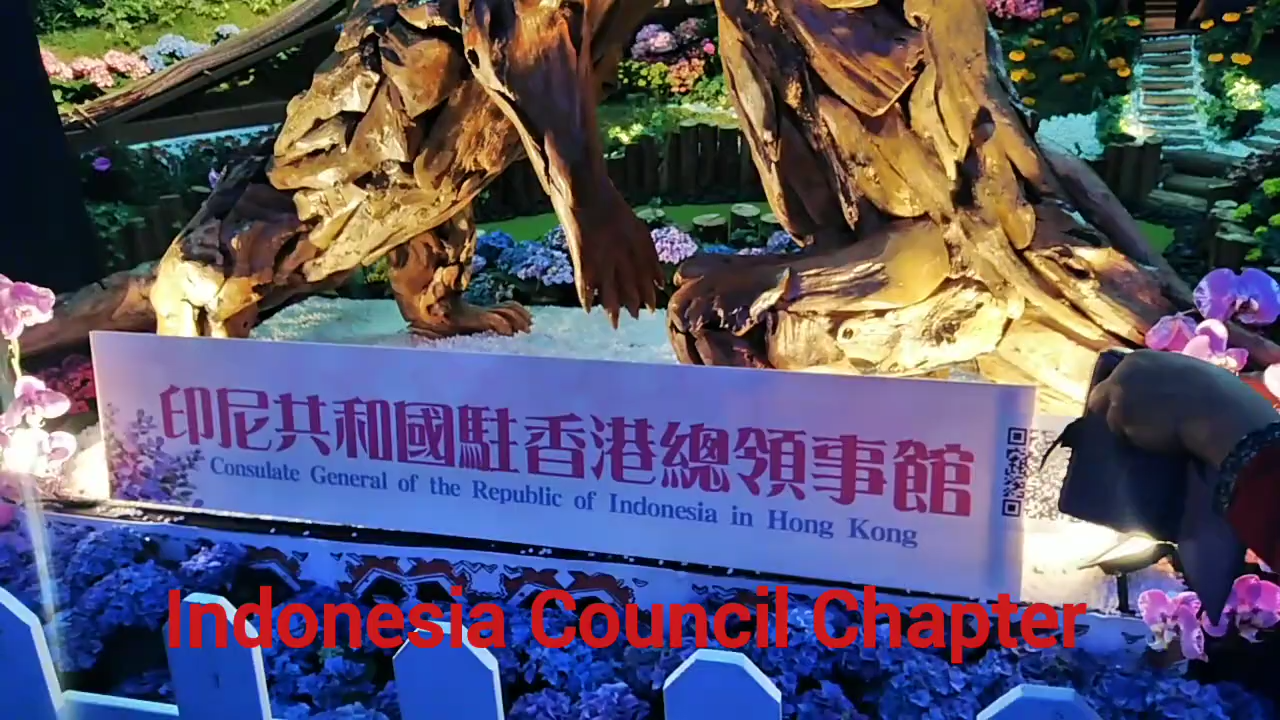 印尼共和國駐香港總領事館
Consulate General of the Republic of Indonesia in Hong Kong
Indonesia Council Chapter